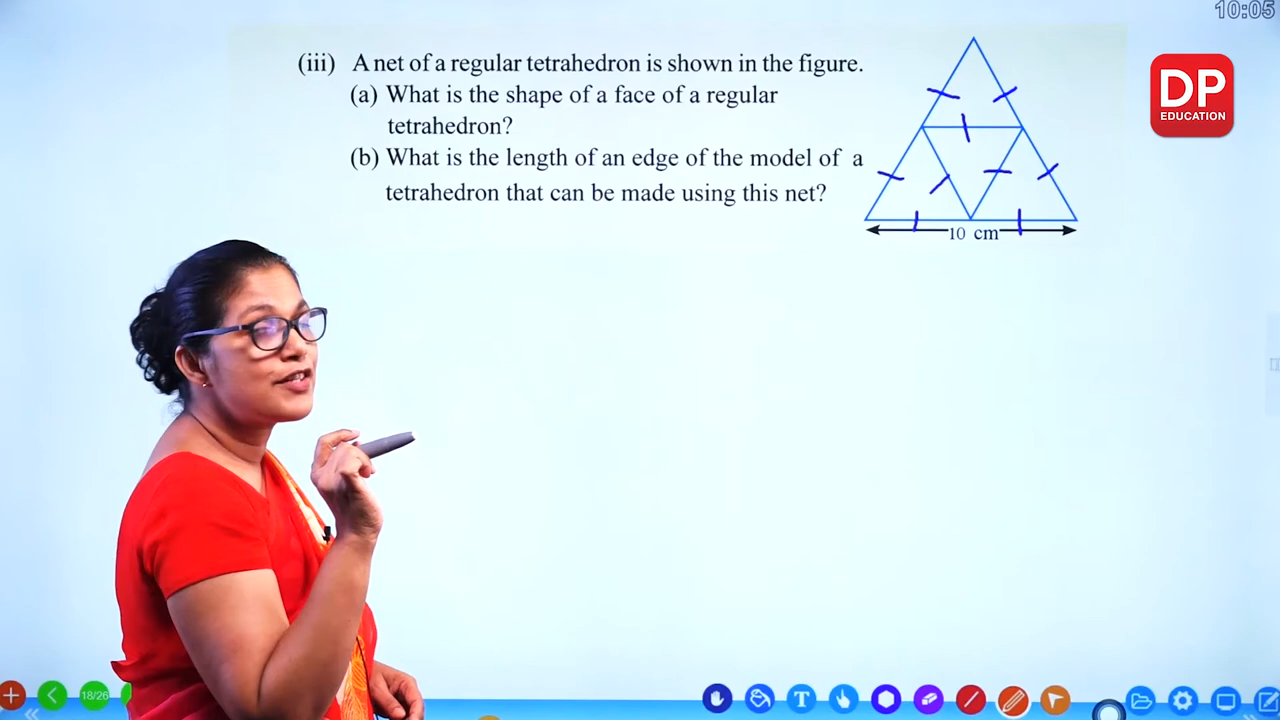 10:05
(iii) A net of a regular tetrahedron is shown in the figure.
(a) What is the shape of a face of a regular
tetrahedron?
(b) What is the length of an edge of the model of a
tetrahedron that can be made using this net?
10 cm
DP
EDUCATION
18/26
T